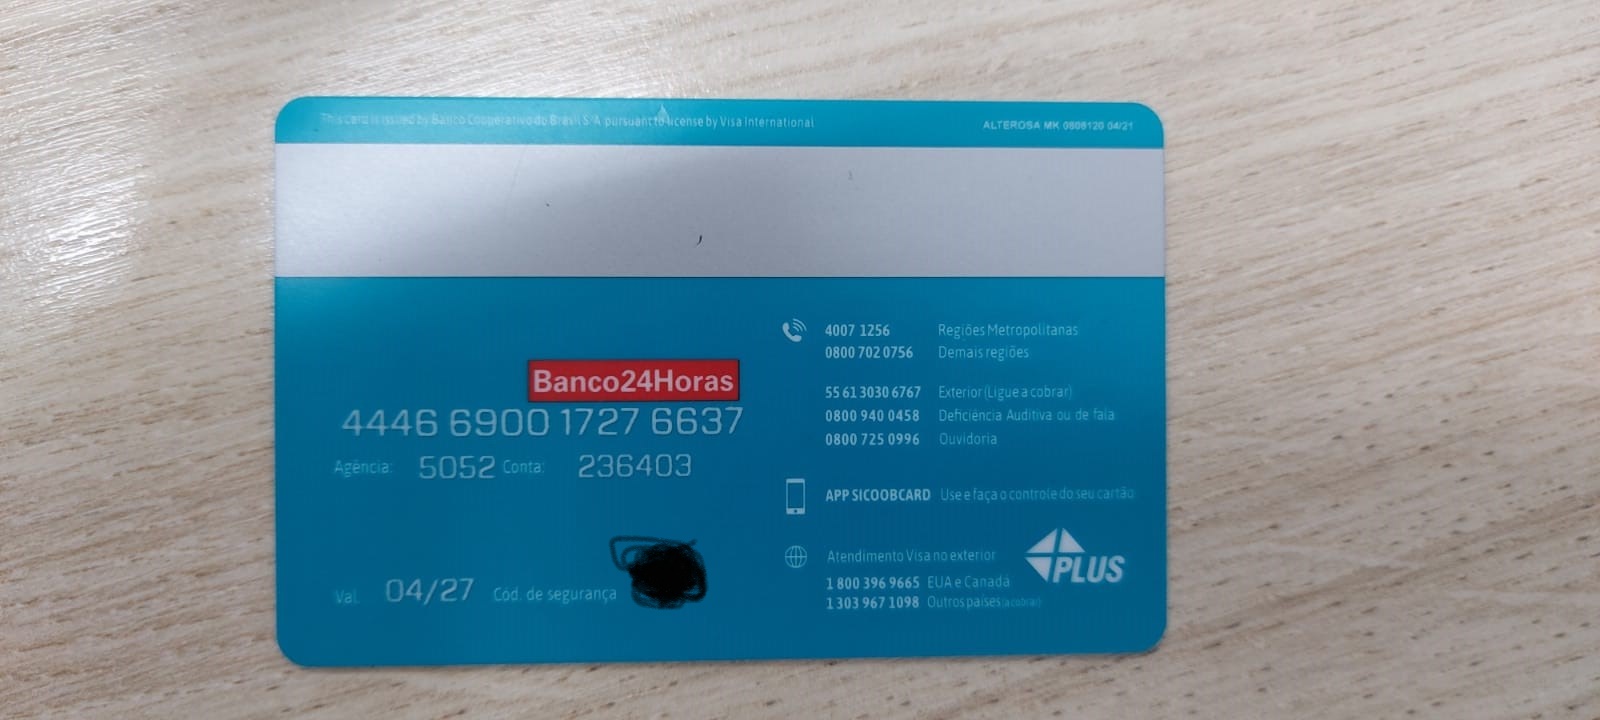 This Card is issued by Banco Cooperativo do Brasil S/A pursuant to license by Visa International
ALTEROSA MK 0808120 04/21
Banco24Horas
4446 6900 1727 6637
Agência: 5052 Conta: 236403
Val. 04/27 Cód. de segurança
4007 1256 Regiões Metropolitanas
0800 702 0756 Demais regiões
55 61 3030 6767 Exterior (Ligue a cobrar)
0800 940 0458 Deficiência Auditiva ou de fala
0800 725 0996 Ouvidoria
APP SICOOBCARD Use e faça o controle do seu cartão
Atendimento Visa no exterior
1 800 396 9665 EUA e Canadá
1 303 967 1098 Outros países (a cobrar)
PLUS